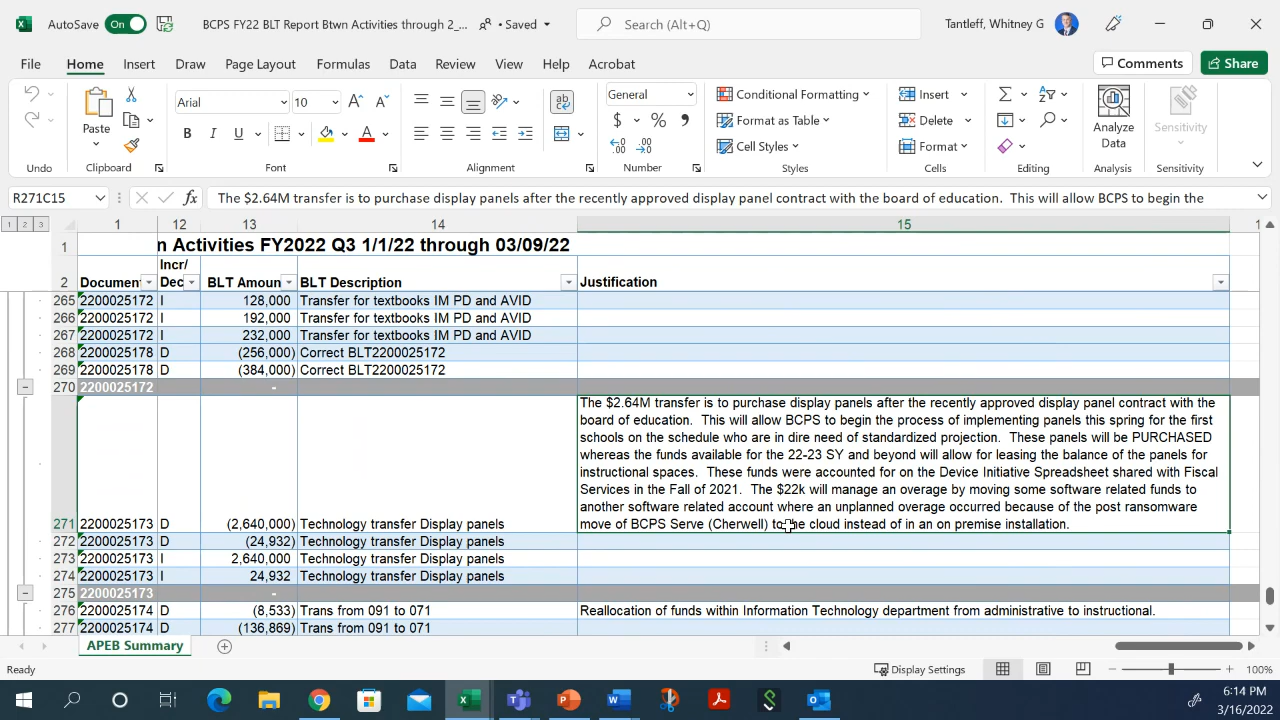 AutoSave On BCPS FY22 BLT Report Btwn Activities through 2_... • Saved Search (Alt+Q) Tantleff, Whitney G
File Home Insert Draw Page Layout Formulas Data Review View Help Acrobat Comments Share
Paste Arial 10 General Conditional Formatting Format as Table Cell Styles Insert Delete Format Analyze Data Sensitivity
Undo Clipboard Font Alignment Number Styles Cells Editing Analysis Sensitivity
R271C15 fx The $2.64M transfer is to purchase display panels after the recently approved display panel contract with the board of education. This will allow BCPS to begin the
1 2 3 1 12 13 14 15 1
1 n Activities FY2022 Q3 1/1/22 through 03/09/22
2 Documen Incr/ Dec BLT Amoun BLT Description Justification
265 2200025172 I 128,000 Transfer for textbooks IM PD and AVID
266 2200025172 I 192,000 Transfer for textbooks IM PD and AVID
267 2200025172 I 232,000 Transfer for textbooks IM PD and AVID
268 2200025178 D (256,000) Correct BLT2200025172
269 2200025178 D (384,000) Correct BLT2200025172
270 2200025172 -
The $2.64M transfer is to purchase display panels after the recently approved display panel contract with the
board of education. This will allow BCPS to begin the process of implementing panels this spring for the first
schools on the schedule who are in dire need of standardized projection. These panels will be PURCHASED
whereas the funds available for the 22-23 SY and beyond will allow for leasing the balance of the panels for
instructional spaces. These funds were accounted for on the Device Initiative Spreadsheet shared with Fiscal
Services in the Fall of 2021. The $22k will manage an overage by moving some software related funds to
another software related account where an unplanned overage occurred because of the post ransomware
271 2200025173 D (2,640,000) Technology transfer Display panels move of BCPS Serve (Cherwell) to the cloud instead of in an on premise installation.
272 2200025173 D (24,932) Technology transfer Display panels
273 2200025173 I 2,640,000 Technology transfer Display panels
274 2200025173 I 24,932 Technology transfer Display panels
275 2200025173 -
276 2200025174 D (8,533) Trans from 091 to 071 Reallocation of funds within Information Technology department from administrative to instructional.
277 2200025174 D (136,869) Trans from 091 to 071
APEB Summary
Ready Display Settings 100%
6:14 PM
3/16/2022